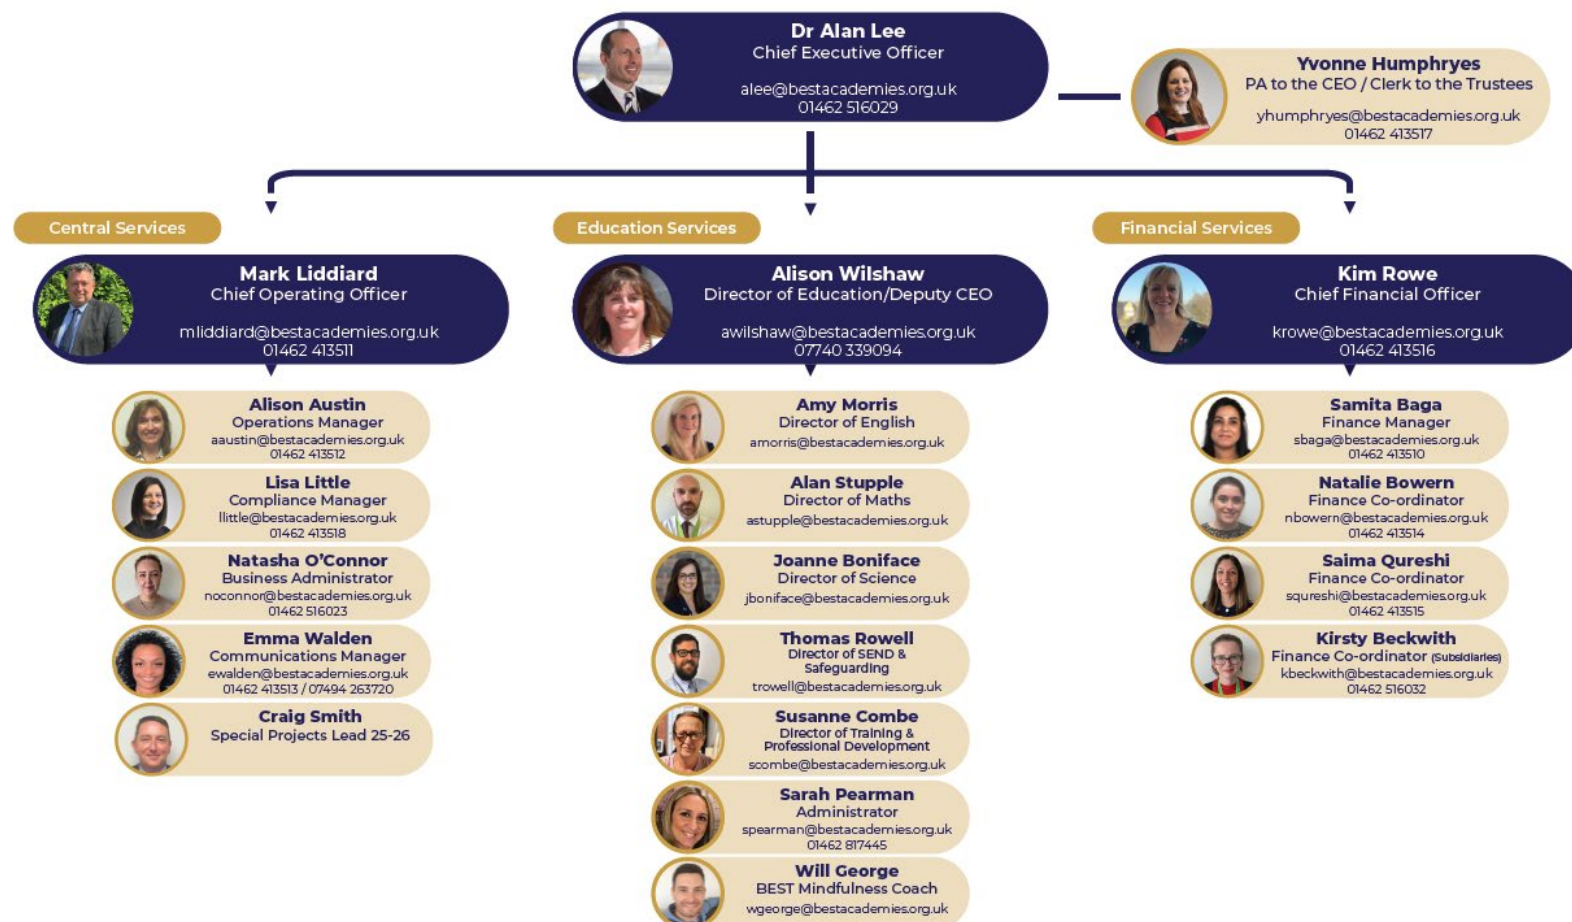 Dr Alan Lee
Chief Executive Officer
alee@bestacademies.org.uk
01462 516029
Yvonne Humphryes
PA to the CEO / Clerk to the Trustees
yhumphryes@bestacademies.org.uk
01462 413517
Central Services
Mark Liddiard
Chief Operating Officer
mliddiard@bestacademies.org.uk
01462 413511
Alison Austin
Operations Manager
aaustin@bestacademies.org.uk
01462 413512
Lisa Little
Compliance Manager
llittle@bestacademies.org.uk
01462 413518
Natasha O’Connor
Business Administrator
noconnor@bestacademies.org.uk
01462 516023
Emma Walden
Communications Manager
ewalden@bestacademies.org.uk
01462 413513 / 07494 263720
Craig Smith
Special Projects Lead 25-26
Education Services
Alison Wilshaw
Director of Education/Deputy CEO
awilshaw@bestacademies.org.uk
07740 339094
Amy Morris
Director of English
amorris@bestacademies.org.uk
Alan Stupple
Director of Maths
astupple@bestacademies.org.uk
Joanne Boniface
Director of Science
jboniface@bestacademies.org.uk
Thomas Rowell
Director of SEND &
Safeguarding
trowell@bestacademies.org.uk
Susanne Combe
Director of Training &
Professional Development
scombe@bestacademies.org.uk
Sarah Pearman
Administrator
spearman@bestacademies.org.uk
01462 817445
Will George
BEST Mindfulness Coach
wgeorge@bestacademies.org.uk
Financial Services
Kim Rowe
Chief Financial Officer
krowe@bestacademies.org.uk
01462 413516
Samita Baga
Finance Manager
sbaga@bestacademies.org.uk
01462 413510
Natalie Bowern
Finance Co-ordinator
nbowern@bestacademies.org.uk
01462 413514
Saima Qureshi
Finance Co-ordinator
squreshi@bestacademies.org.uk
01462 413515
Kirsty Beckwith
Finance Co-ordinator (Subsidiaries)
kbeckwith@bestacademies.org.uk
01462 516032